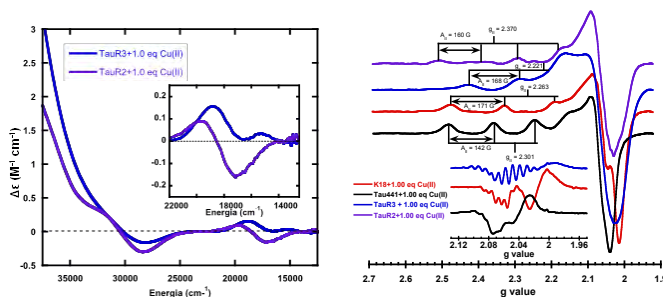 3
2.5
2
1.5
1
0.5
0
Δε (M⁻¹ cm⁻¹)
TauR3+1.0 eq Cu(II)
TauR2+1.0 eq Cu(II)
0.2
0.1
0
-0.1
-0.2
22000 18000 14000
Energia (cm⁻¹)
35000 30000 25000 20000 15000
Energiia (cm-1)
A∥ = 160 G
g∥ = 2.370
g∥ = 2.221
A∥ = 168 G
g∥ = 2.263
A∥ = 171 G
A∥ = 142 G
g∥ = 2.301
K18+1.00 eq Cu(II)
Tau441+1.00 eq Cu(II)
TauR3 + 1.00 eq Cu(II)
TauR2+1.00 eq Cu(II)
2.12 2.08 2.04 2 1.96
g value
2.7 2.6 2.5 2.4 2.3 2.2 2.1 2 1.9
g value